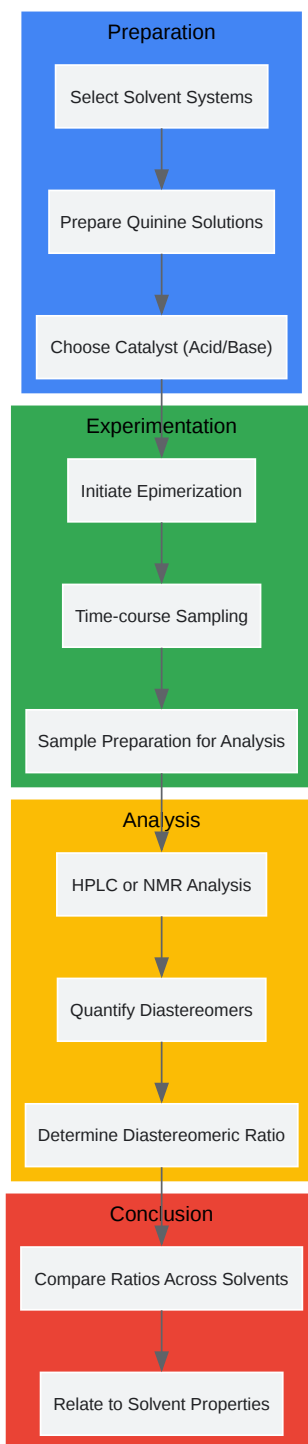 Preparation
Select Solvent Systems
Prepare Quinine Solutions
Choose Catalyst (Acid/Base)
Experimentation
Initiate Epimerization
Time-course Sampling
Sample Preparation for Analysis
Analysis
HPLC or NMR Analysis
Quantify Diastereomers
Determine Diastereomeric Ratio
Conclusion
Compare Ratios Across Solvents
Relate to Solvent Properties